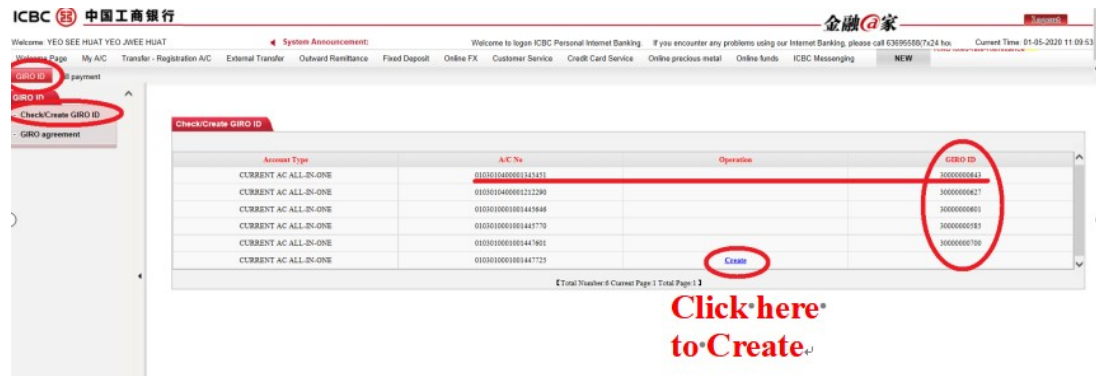 ICBC 中国工商银行
金融@家
Welcome: YEO SEE HUAT YEO JWEE HUAT
System Announcement:
Welcome to logon ICBC Personal Internet Banking
If you encounter any problems using our Internet Banking, please call 63695588(7x24 hou
Current Time: 01-05-2020 11:09:53
Welcome Page My A/C Transfer - Registration A/C External Transfer Outward Remittance Fixed Deposit Online FX Customer Service Credit Card Service Online precious metal Online funds ICBC Messenging NEW
GIRO ID ll payment
GIRO ID
- Check/Create GIRO ID
- GIRO agreement
Check/Create GIRO ID
Account Type A/C No Operation GIRO ID
CURRENT AC ALL-IN-ONE 0103010400001345451 30000000643
CURRENT AC ALL-IN-ONE 0103010400001212290 30000000627
CURRENT AC ALL-IN-ONE 0103010001001445646 30000000601
CURRENT AC ALL-IN-ONE 0103010001001445770 30000000585
CURRENT AC ALL-IN-ONE 0103010001001447601 30000000700
CURRENT AC ALL-IN-ONE 0103010001001447723 Create
【Total Number:6 Current Page:1 Total Page:1】
Click here
to Create